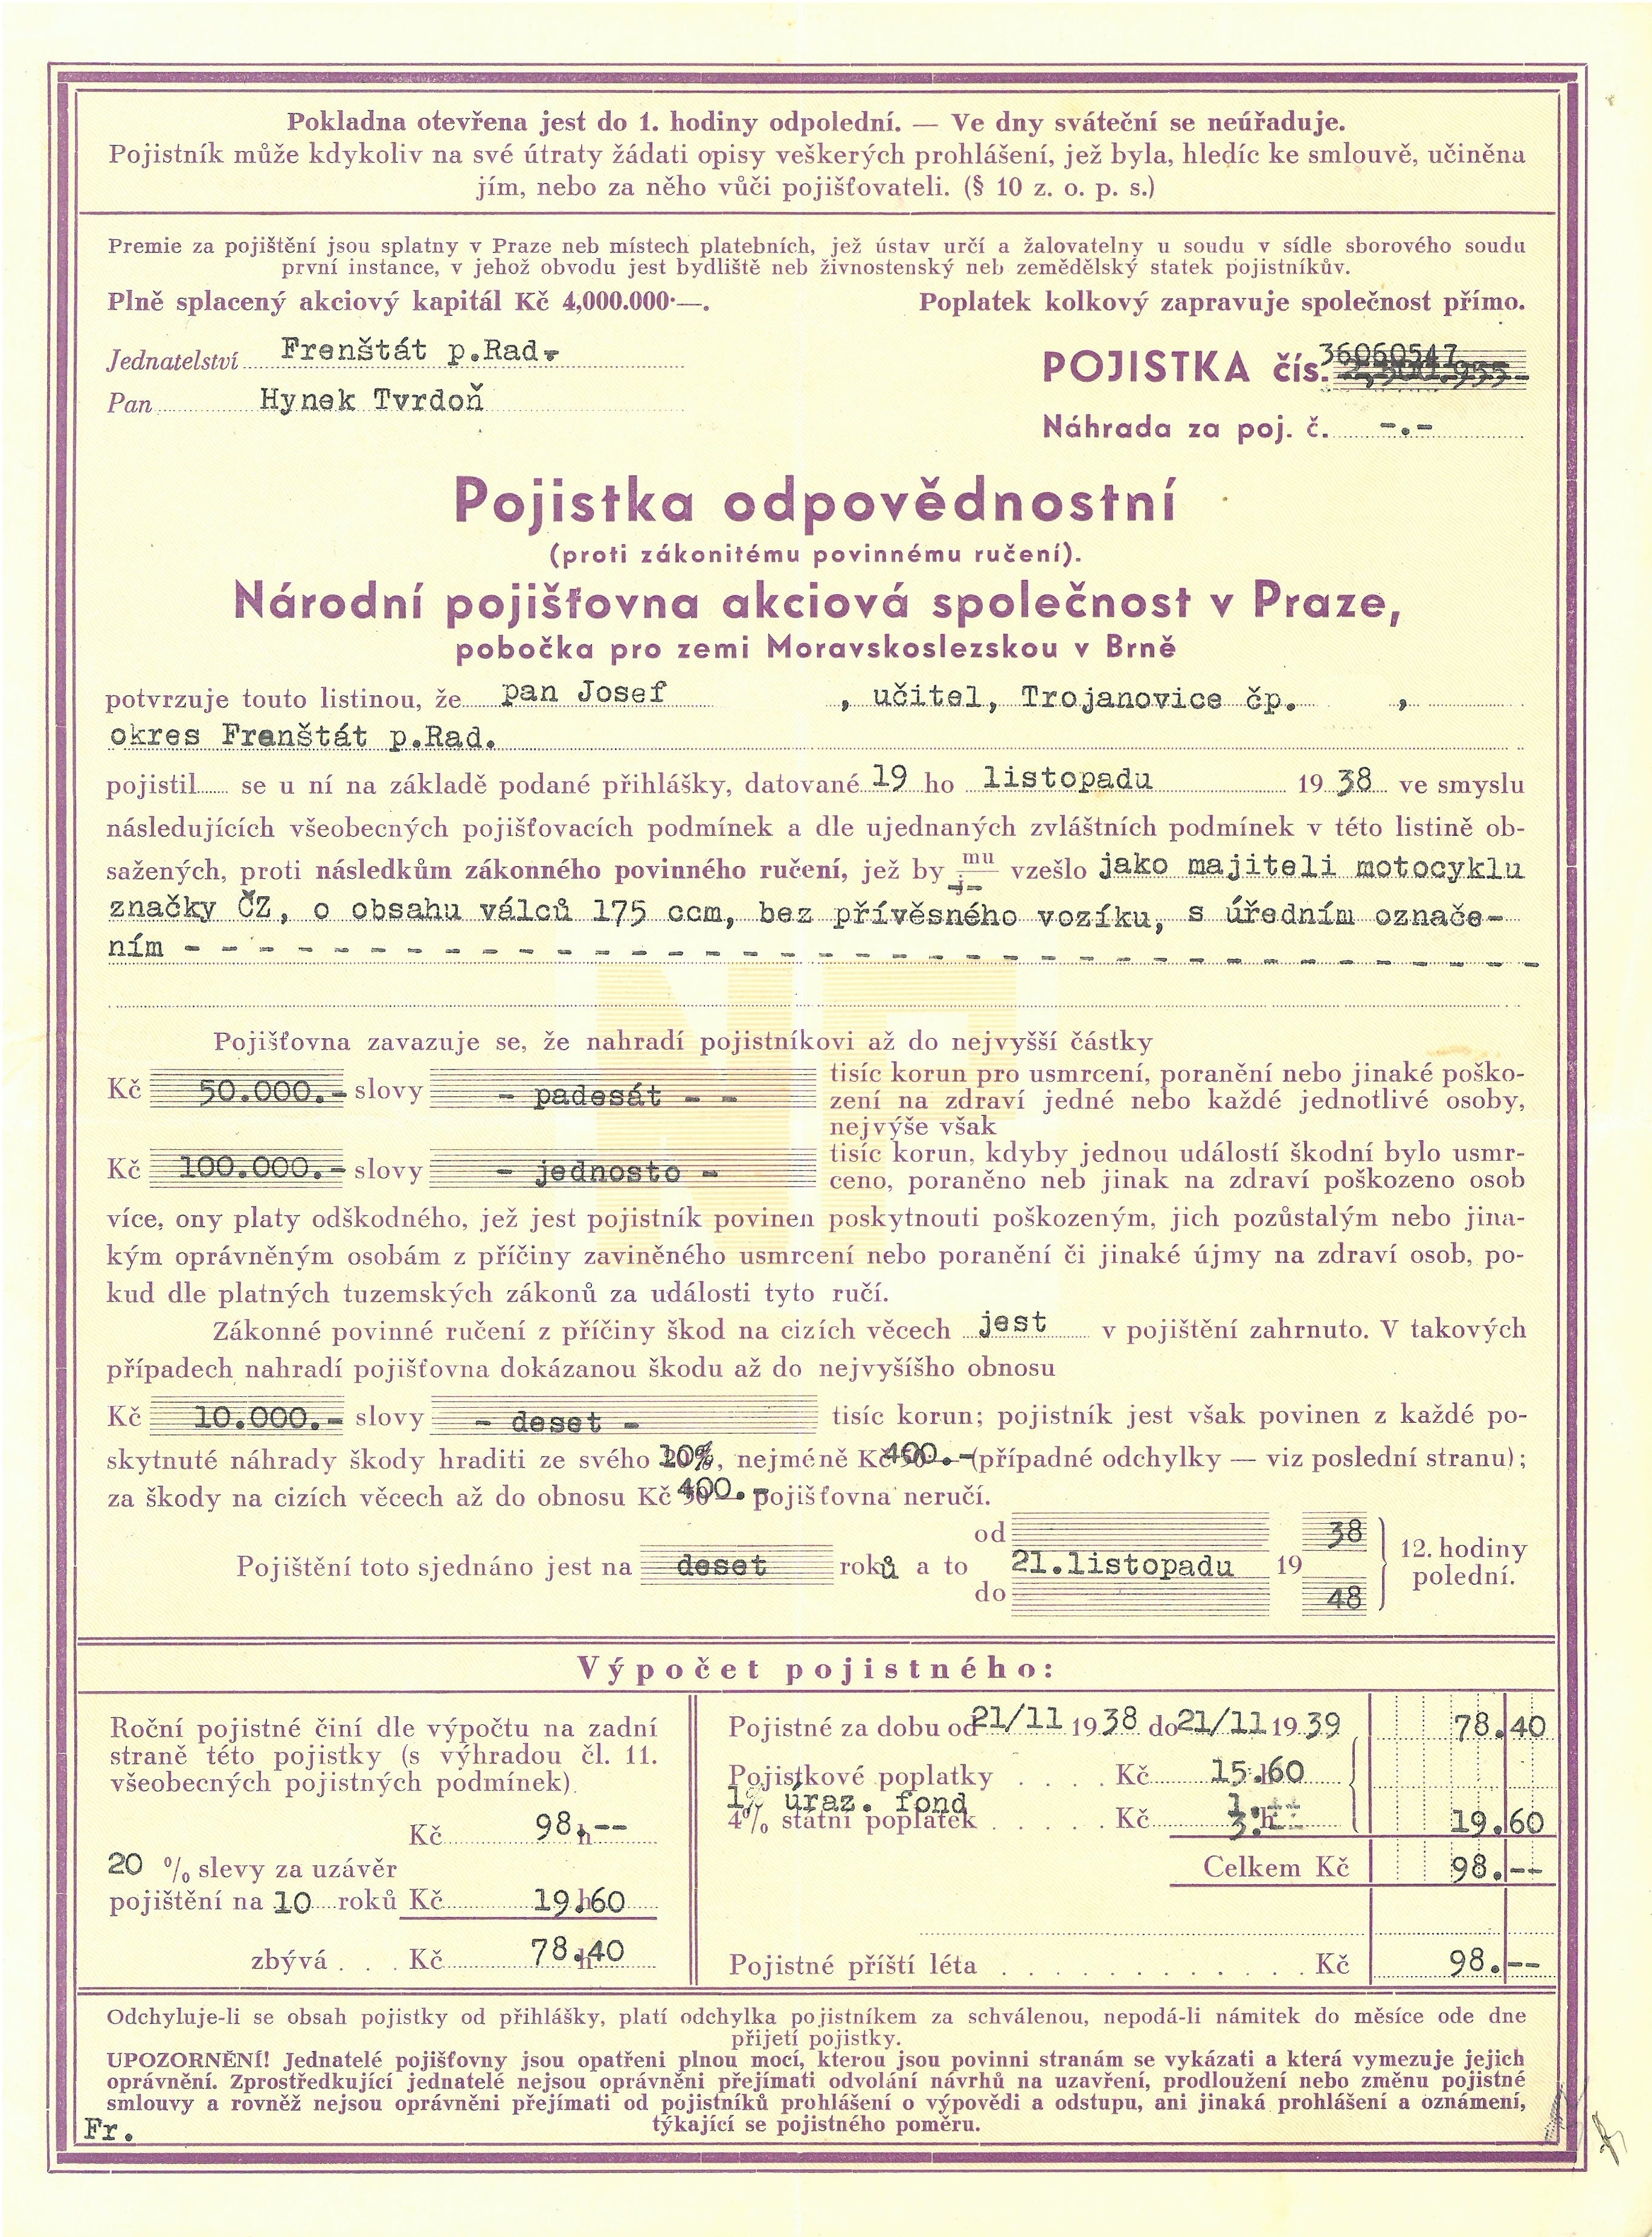 Pokladna otevřena jest do 1. hodiny odpolední. — Ve dny sváteční se neúřaduje.
Pojistník může kdykoliv na své útraty žádati opisy veškerých prohlášení, jež byla, hledíc ke smlouvě, učiněna
jím, nebo za něho vůči pojišťovateli. (§ 10 z. o. p. s.)
Premie za pojištění jsou splatny v Praze neb místech platebních, jež ústav určí a žalovatelny u soudu v sídle sborového soudu
první instance, v jehož obvodu jest bydliště neb živnostenský neb zemědělský statek pojistníkův.
Plně splacený akciový kapitál Kč 4,000.000·—. Poplatek kolkový zapravuje společnost přímo.
Jednatelství Frenštát p.Rad.
POJISTKA čís. 36060547
Pan Hynek Tvrdoň
Náhrada za poj. č. -.-
Pojistka odpovědnostní
(proti zákonitému povinnému ručení).
Národní pojišťovna akciová společnost v Praze,
pobočka pro zemi Moravskoslezskou v Brně
potvrzuje touto listinou, že pan Josef , učitel, Trojanovice čp. ,
okres Frenštát p.Rad.
pojistil se u ní na základě podané přihlášky, datované 19 ho listopadu 19 38 ve smyslu
následujících všeobecných pojišťovacích podmínek a dle ujednaných zvláštních podmínek v této listině ob-
sažených, proti následkům zákonného povinného ručení, jež by mu vzešlo jako majiteli motocyklu
značky ČZ, o obsahu válců 175 ccm, bez přívěsného vozíku, s úředním označe-
ním - - - - - - - - - - - - - - - - - - - - - - - -
Pojišťovna zavazuje se, že nahradí pojistníkovi až do nejvyšší částky
Kč 50.000.- slovy - padesát - - tisíc korun pro usmrcení, poranění nebo jinaké poško-
zení na zdraví jedné nebo každé jednotlivé osoby,
nejvýše však
Kč 100.000.- slovy - jednosto - tisíc korun, kdyby jednou událostí škodní bylo usmr-
ceno, poraněno neb jinak na zdraví poškozeno osob
více, ony platy odškodného, jež jest pojistník povinen poskytnouti poškozeným, jich pozůstalým nebo jina-
kým oprávněným osobám z příčiny zaviněného usmrcení nebo poranění či jinaké újmy na zdraví osob, po-
kud dle platných tuzemských zákonů za události tyto ručí.
Zákonné povinné ručení z příčiny škod na cizích věcech jest v pojištění zahrnuto. V takových
případech nahradí pojišťovna dokázanou škodu až do nejvyššího obnosu
Kč 10.000.- slovy - deset - tisíc korun; pojistník jest však povinen z každé po-
skytnuté náhrady škody hraditi ze svého 10%, nejméně Kč 400.- (případné odchylky — viz poslední stranu);
za škody na cizích věcech až do obnosu Kč 400.- pojišťovna neručí.
od 38
Pojištění toto sjednáno jest na deset roků a to 21.listopadu 19 12. hodiny
polední.
do 48
Výpočet pojistného:
Roční pojistné činí dle výpočtu na zadní
straně této pojistky (s výhradou čl. 11.
všeobecných pojistných podmínek)
Kč 98 h.--
20 % slevy za uzávěr
pojištění na 10 roků Kč 19.h60
zbývá . . . Kč 78.h40
Pojistné za dobu od 21/11 19 38 do 21/11 19 39 78.40
Pojistkové poplatky . . . . Kč 15.h60
1% úraz. fond 1.--
4% státní poplatek . . . . . Kč 3.h-- 19.60
Celkem Kč 98.--
Pojistné příští léta . . . . . . . . . . . . Kč 98.--
Odchyluje-li se obsah pojistky od přihlášky, platí odchylka pojistníkem za schválenou, nepodá-li námitek do měsíce ode dne
přijetí pojistky.
UPOZORNĚNÍ! Jednatelé pojišťovny jsou opatřeni plnou mocí, kterou jsou povinni stranám se vykázati a která vymezuje jejich
oprávnění. Zprostředkující jednatelé nejsou oprávněni přejímati odvolání návrhů na uzavření, prodloužení nebo změnu pojistné
smlouvy a rovněž nejsou oprávněni přejímati od pojistníků prohlášení o výpovědi a odstupu, ani jinaká prohlášení a oznámení,
týkající se pojistného poměru.
Fr.